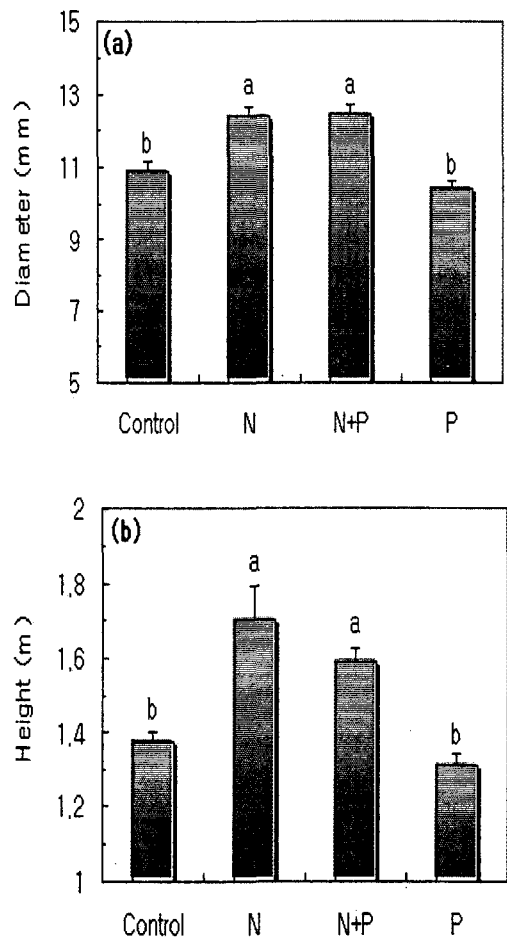 (a)
15
13
11
9
7
5
Diameter (mm)
b
a
a
b
Control N N+P P
(b)
2
1.8
1.6
1.4
1.2
1
Height (m)
b
a
a
b
Control N N+P P